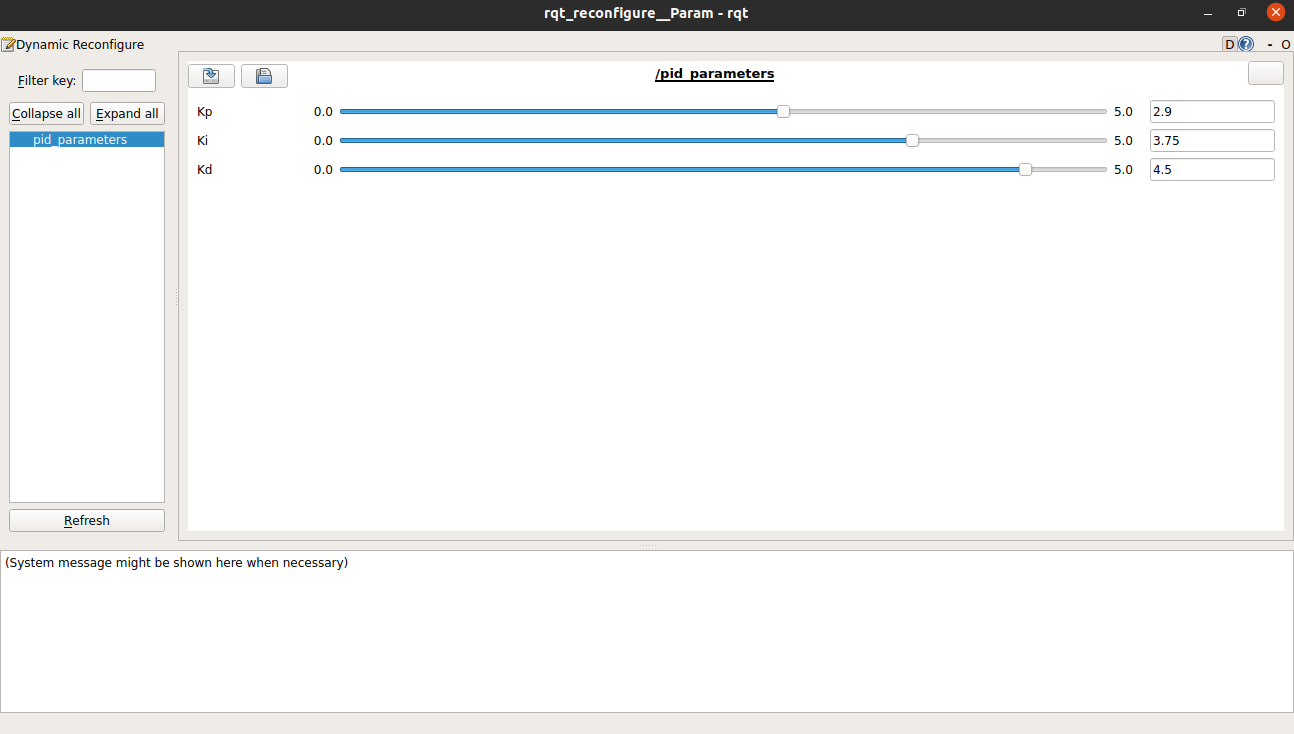 rqt_reconfigure__Param - rqt
Dynamic Reconfigure
D ? - O
Filter key:
/pid_parameters
Collapse all Expand all
Kp 0.0 5.0 2.9
pid_parameters
Ki 0.0 5.0 3.75
Kd 0.0 5.0 4.5
Refresh
(System message might be shown here when necessary)